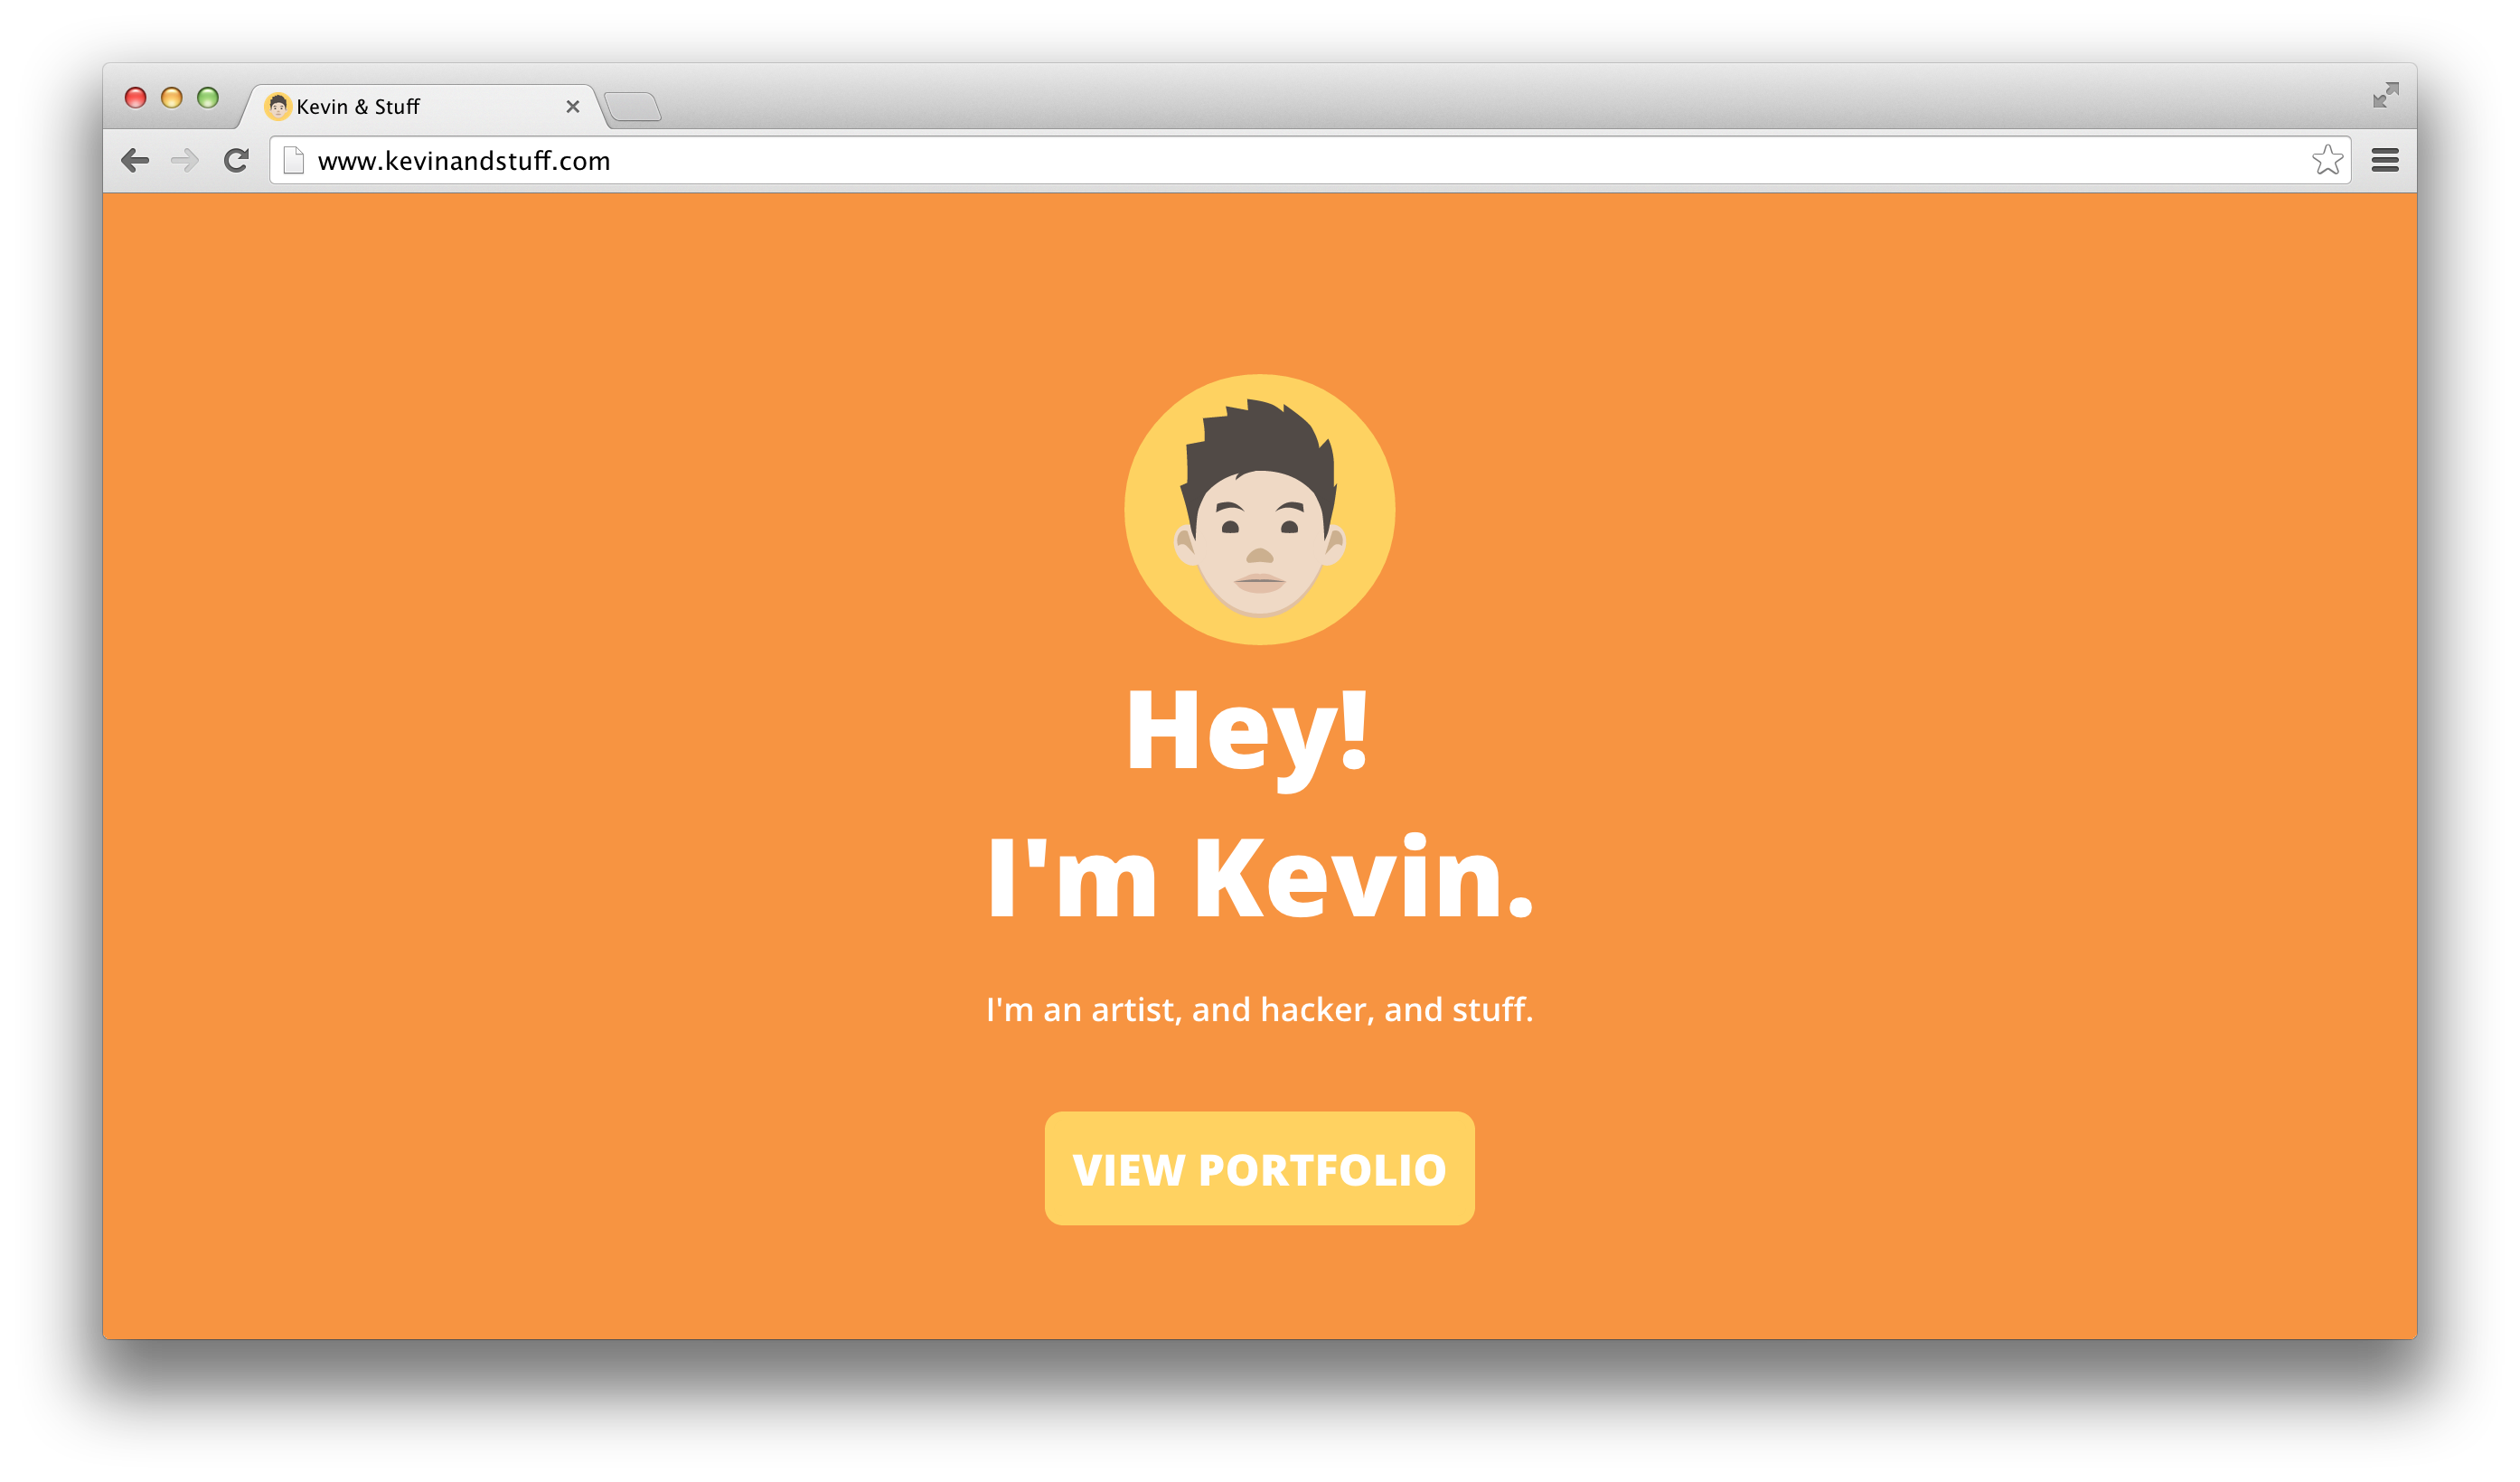 Kevin & Stuff
www.kevinandstuff.com
Hey!
I'm Kevin.
I'm an artist, and hacker, and stuff.
VIEW PORTFOLIO